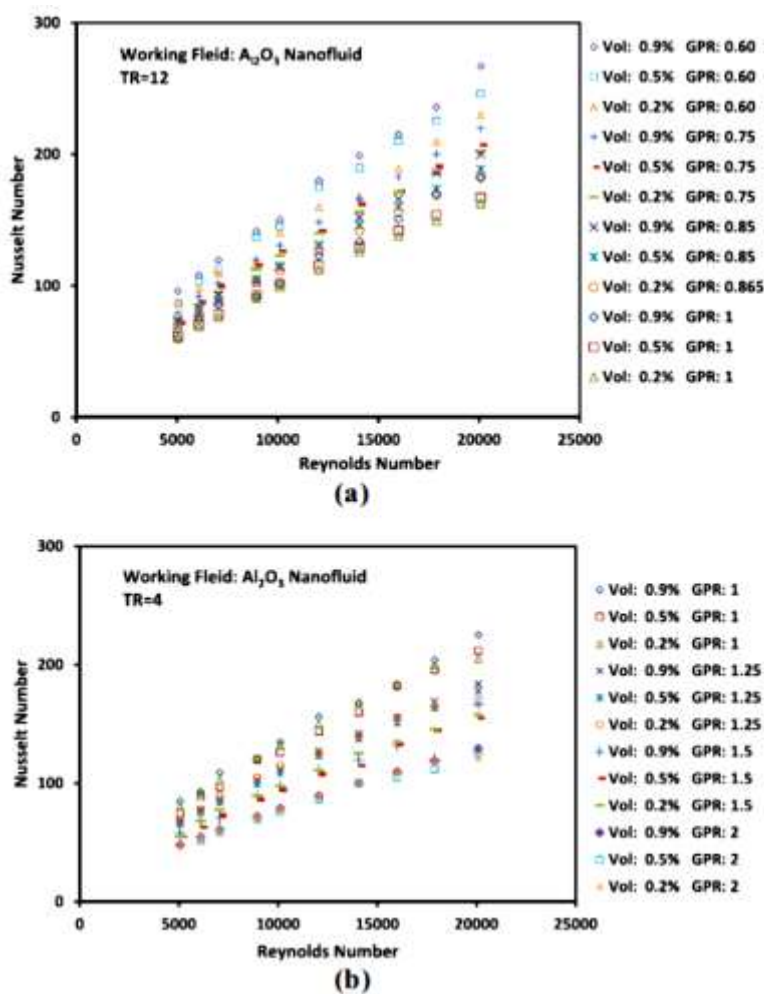 300
200
100
0
Nusselt Number
Working Fleid: A₁₂O₃ Nanofluid
TR=12
0 5000 10000 15000 20000 25000
Reynolds Number
Vol: 0.9% GPR: 0.60
Vol: 0.5% GPR: 0.60
Vol: 0.2% GPR: 0.60
Vol: 0.9% GPR: 0.75
Vol: 0.5% GPR: 0.75
Vol: 0.2% GPR: 0.75
Vol: 0.9% GPR: 0.85
Vol: 0.5% GPR: 0.85
Vol: 0.2% GPR: 0.865
Vol: 0.9% GPR: 1
Vol: 0.5% GPR: 1
Vol: 0.2% GPR: 1
(a)
300
200
100
0
Nusselt Number
Working Fleid: Al₂O₃ Nanofluid
TR=4
0 5000 10000 15000 20000 25000
Reynolds Number
Vol: 0.9% GPR: 1
Vol: 0.5% GPR: 1
Vol: 0.2% GPR: 1
Vol: 0.9% GPR: 1.25
Vol: 0.5% GPR: 1.25
Vol: 0.2% GPR: 1.25
Vol: 0.9% GPR: 1.5
Vol: 0.5% GPR: 1.5
Vol: 0.2% GPR: 1.5
Vol: 0.9% GPR: 2
Vol: 0.5% GPR: 2
Vol: 0.2% GPR: 2
(b)